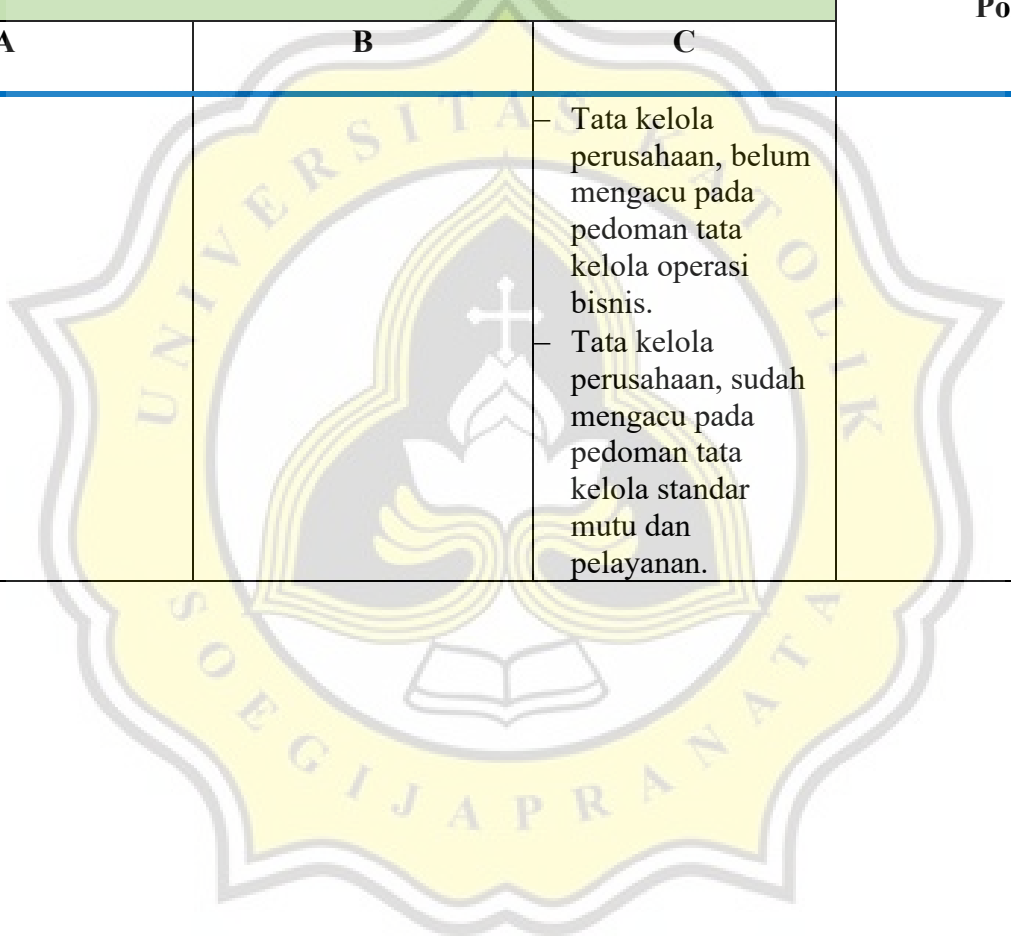 Po
A
B
C
– Tata kelola
perusahaan, belum
mengacu pada
pedoman tata
kelola operasi
bisnis.
– Tata kelola
perusahaan, sudah
mengacu pada
pedoman tata
kelola standar
mutu dan
pelayanan.
UNIVERSITAS KATOLIK
SOEGIJAPRANATA